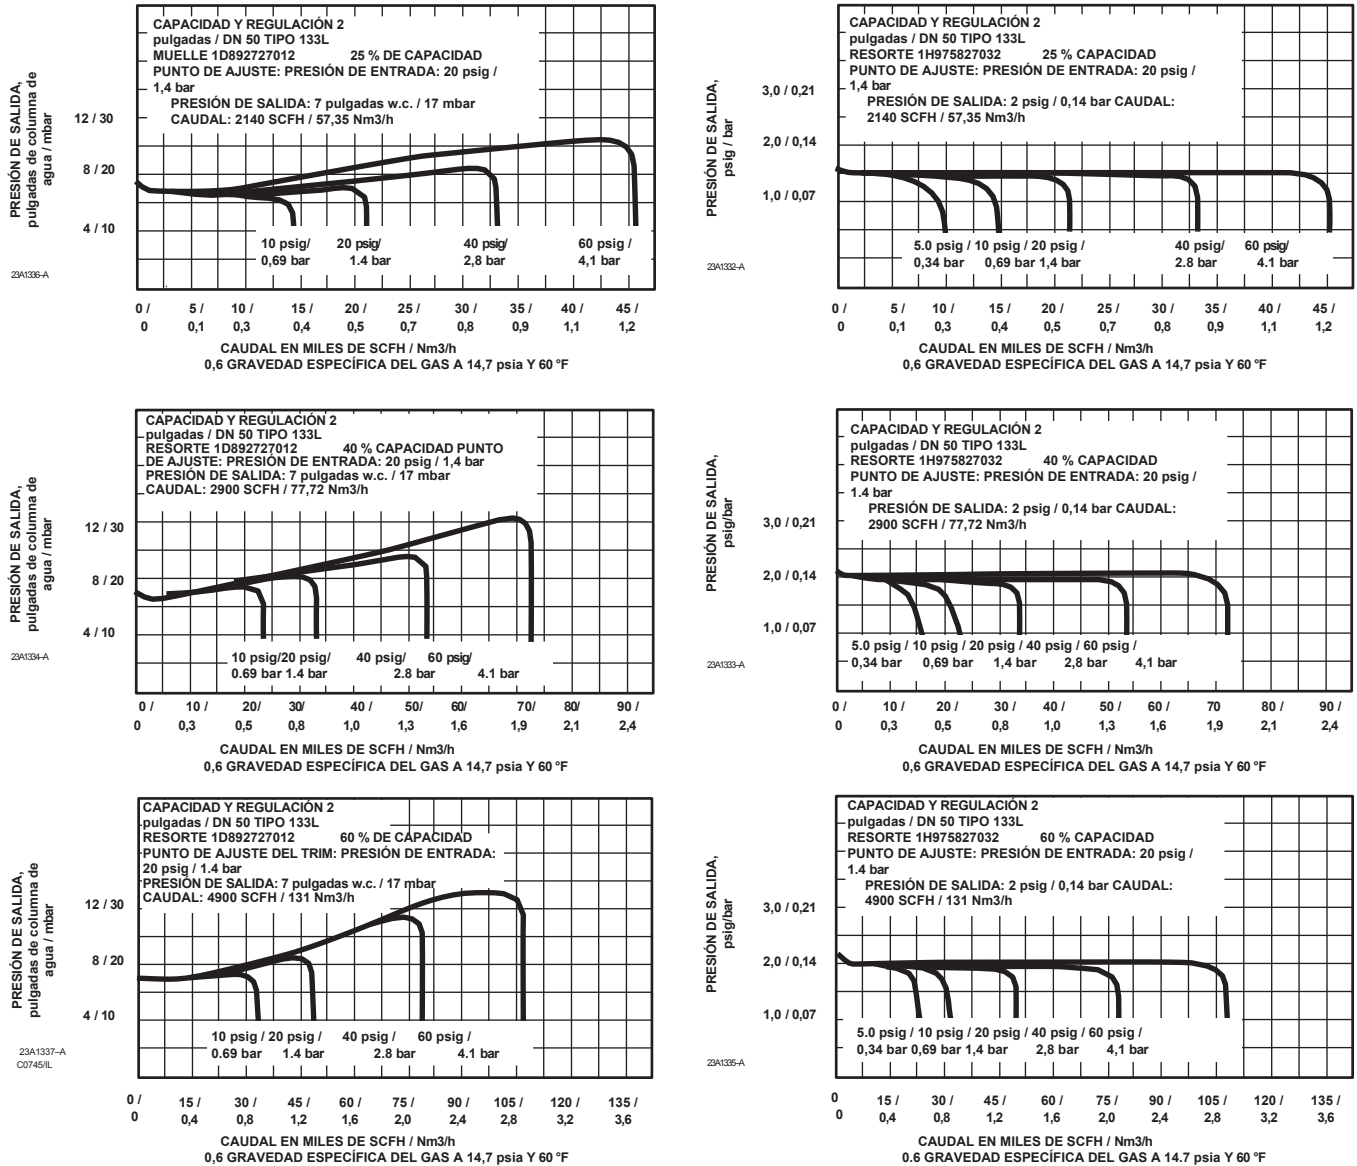 CAPACIDAD Y REGULACIÓN 2
pulgadas / DN 50 TIPO 133L
MUELLE 1D892727012 25 % DE CAPACIDAD
PUNTO DE AJUSTE: PRESIÓN DE ENTRADA: 20 psig /
1,4 bar
PRESIÓN DE SALIDA: 7 pulgadas w.c. / 17 mbar
CAUDAL: 2140 SCFH / 57,35 Nm3/h
PRESIÓN DE SALIDA,
pulgadas de columna de
agua / mbar
12 / 30
8 / 20
4 / 10
10 psig/ 20 psig/ 40 psig/ 60 psig /
0,69 bar 1.4 bar 2,8 bar 4,1 bar
23A1336-A
0 / 5 / 10 / 15 / 20 / 25 / 30 / 35 / 40 / 45 /
0 0,1 0,3 0,4 0,5 0,7 0,8 0,9 1,1 1,2
CAUDAL EN MILES DE SCFH / Nm3/h
0,6 GRAVEDAD ESPECÍFICA DEL GAS A 14,7 psia Y 60 °F
CAPACIDAD Y REGULACIÓN 2
pulgadas / DN 50 TIPO 133L
RESORTE 1H975827032 25 % CAPACIDAD
PUNTO DE AJUSTE: PRESIÓN DE ENTRADA: 20 psig /
1,4 bar
PRESIÓN DE SALIDA: 2 psig / 0,14 bar CAUDAL:
2140 SCFH / 57,35 Nm3/h
PRESIÓN DE SALIDA,
psig / bar
3,0 / 0,21
2,0 / 0,14
1,0 / 0,07
5.0 psig / 10 psig / 20 psig / 40 psig/ 60 psig/
0,34 bar 0,69 bar 1,4 bar 2.8 bar 4.1 bar
23A1332-A
0 / 5 / 10 / 15 / 20 / 25 / 30 / 35 / 40 / 45 /
0 0,1 0,3 0,4 0,5 0,7 0,8 0,9 1,1 1,2
CAUDAL EN MILES DE SCFH / Nm3/h
0,6 GRAVEDAD ESPECÍFICA DEL GAS A 14,7 psia Y 60 °F
CAPACIDAD Y REGULACIÓN 2
pulgadas / DN 50 TIPO 133L
RESORTE 1D892727012 40 % CAPACIDAD PUNTO
DE AJUSTE: PRESIÓN DE ENTRADA: 20 psig / 1,4 bar
PRESIÓN DE SALIDA: 7 pulgadas w.c. / 17 mbar
CAUDAL: 2900 SCFH / 77,72 Nm3/h
PRESIÓN DE SALIDA,
pulgadas de columna de
agua / mbar
12 / 30
8 / 20
4 / 10
10 psig/20 psig/ 40 psig/ 60 psig/
0.69 bar 1.4 bar 2.8 bar 4.1 bar
23A1334-A
0 / 10 / 20/ 30/ 40 / 50/ 60/ 70/ 80/ 90 /
0 0,3 0,5 0,8 1,0 1,3 1,6 1,9 2,1 2,4
CAUDAL EN MILES DE SCFH / Nm3/h
0,6 GRAVEDAD ESPECÍFICA DEL GAS A 14,7 psia Y 60 °F
CAPACIDAD Y REGULACIÓN 2
pulgadas / DN 50 TIPO 133L
RESORTE 1H975827032 40 % CAPACIDAD
PUNTO DE AJUSTE: PRESIÓN DE ENTRADA: 20 psig /
1.4 bar
PRESIÓN DE SALIDA: 2 psig / 0,14 bar CAUDAL:
2900 SCFH / 77,72 Nm3/h
PRESIÓN DE SALIDA,
psig/bar
3,0 / 0,21
2,0 / 0,14
1,0 / 0,07
5.0 psig / 10 psig / 20 psig / 40 psig / 60 psig /
0,34 bar 0,69 bar 1,4 bar 2,8 bar 4,1 bar
23A1333-A
0 / 10 / 20 / 30 / 40 / 50 / 60 / 70 / 80 / 90 /
0 0,3 0,5 0,8 1,0 1,3 1,6 1,9 2,1 2,4
CAUDAL EN MILES DE SCFH / Nm3/h
0,6 GRAVEDAD ESPECÍFICA DEL GAS A 14,7 psia Y 60 °F
CAPACIDAD Y REGULACIÓN 2
pulgadas / DN 50 TIPO 133L
RESORTE 1D892727012 60 % DE CAPACIDAD
PUNTO DE AJUSTE DEL TRIM: PRESIÓN DE ENTRADA:
20 psig / 1.4 bar
PRESIÓN DE SALIDA: 7 pulgadas w.c. / 17 mbar
CAUDAL: 4900 SCFH / 131 Nm3/h
PRESIÓN DE SALIDA,
pulgadas de columna de
agua / mbar
12 / 30
8 / 20
4 / 10
10 psig / 20 psig / 40 psig / 60 psig /
0.69 bar 1.4 bar 2.8 bar 4.1 bar
23A1337-A
C0745/IL
0 / 15 / 30 / 45 / 60 / 75 / 90 / 105 / 120 / 135 /
0 0,4 0,8 1,2 1,6 2,0 2,4 2,8 3,2 3,6
CAUDAL EN MILES DE SCFH / Nm3/h
0,6 GRAVEDAD ESPECÍFICA DEL GAS A 14,7 psia Y 60 °F
CAPACIDAD Y REGULACIÓN 2
pulgadas / DN 50 TIPO 133L
RESORTE 1H975827032 60 % CAPACIDAD
PUNTO DE AJUSTE: PRESIÓN DE ENTRADA: 20 psig /
1.4 bar
PRESIÓN DE SALIDA: 2 psig / 0,14 bar CAUDAL:
4900 SCFH / 131 Nm3/h
PRESIÓN DE SALIDA,
psig/bar
3,0 / 0,21
2,0 / 0,14
1,0 / 0,07
5.0 psig / 10 psig / 20 psig / 40 psig / 60 psig /
0,34 bar 0,69 bar 1,4 bar 2,8 bar 4,1 bar
23A1335-A
0 / 15 / 30 / 45 / 60 / 75 / 90 / 105 / 120 / 135 /
0 0,4 0,8 1,2 1,6 2,0 2,4 2,8 3,2 3,6
CAUDAL EN MILES DE SCFH / Nm3/h
0.6 GRAVEDAD ESPECÍFICA DEL GAS A 14.7 psia Y 60 °F